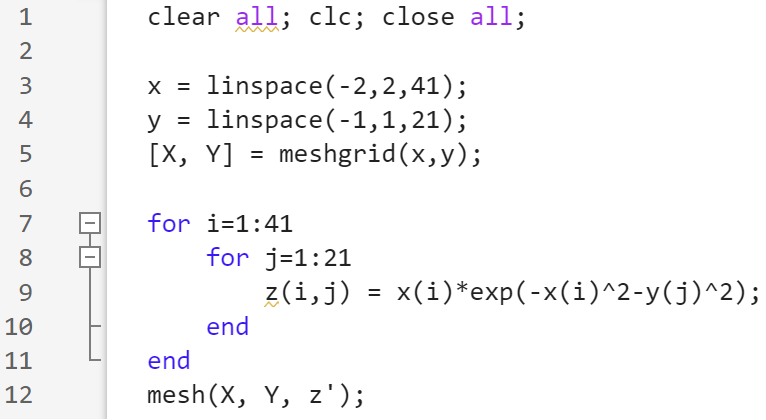 1 clear all; clc; close all;
2
3 x = linspace(-2,2,41);
4 y = linspace(-1,1,21);
5 [X, Y] = meshgrid(x,y);
6
7 for i=1:41
8 for j=1:21
9 z(i,j) = x(i)*exp(-x(i)^2-y(j)^2);
10 end
11 end
12 mesh(X, Y, z');